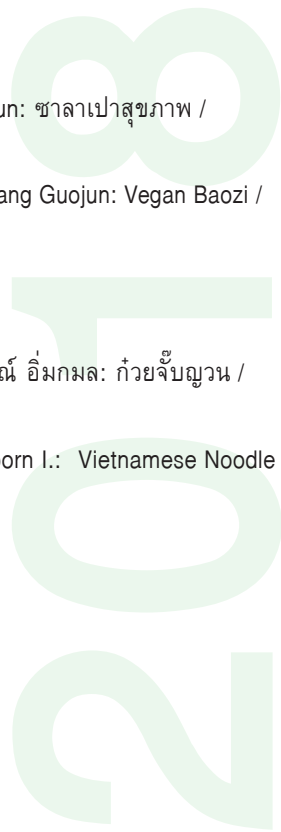 un: ซาลาเปาสุขภาพ /
ang Guojun: Vegan Baozi /
ณ์ อิ่มกมล: ก๋วยจั๊บญวน /
orn I.: Vietnamese Noodle
2018